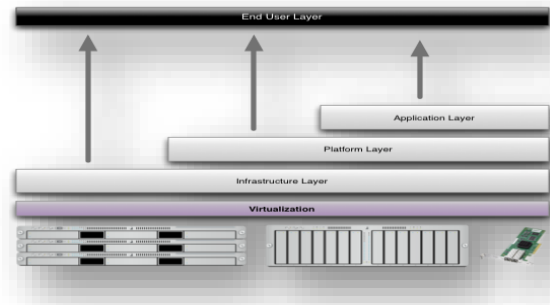 End User Layer
Application Layer
Platform Layer
Infrastructure Layer
Virtualization